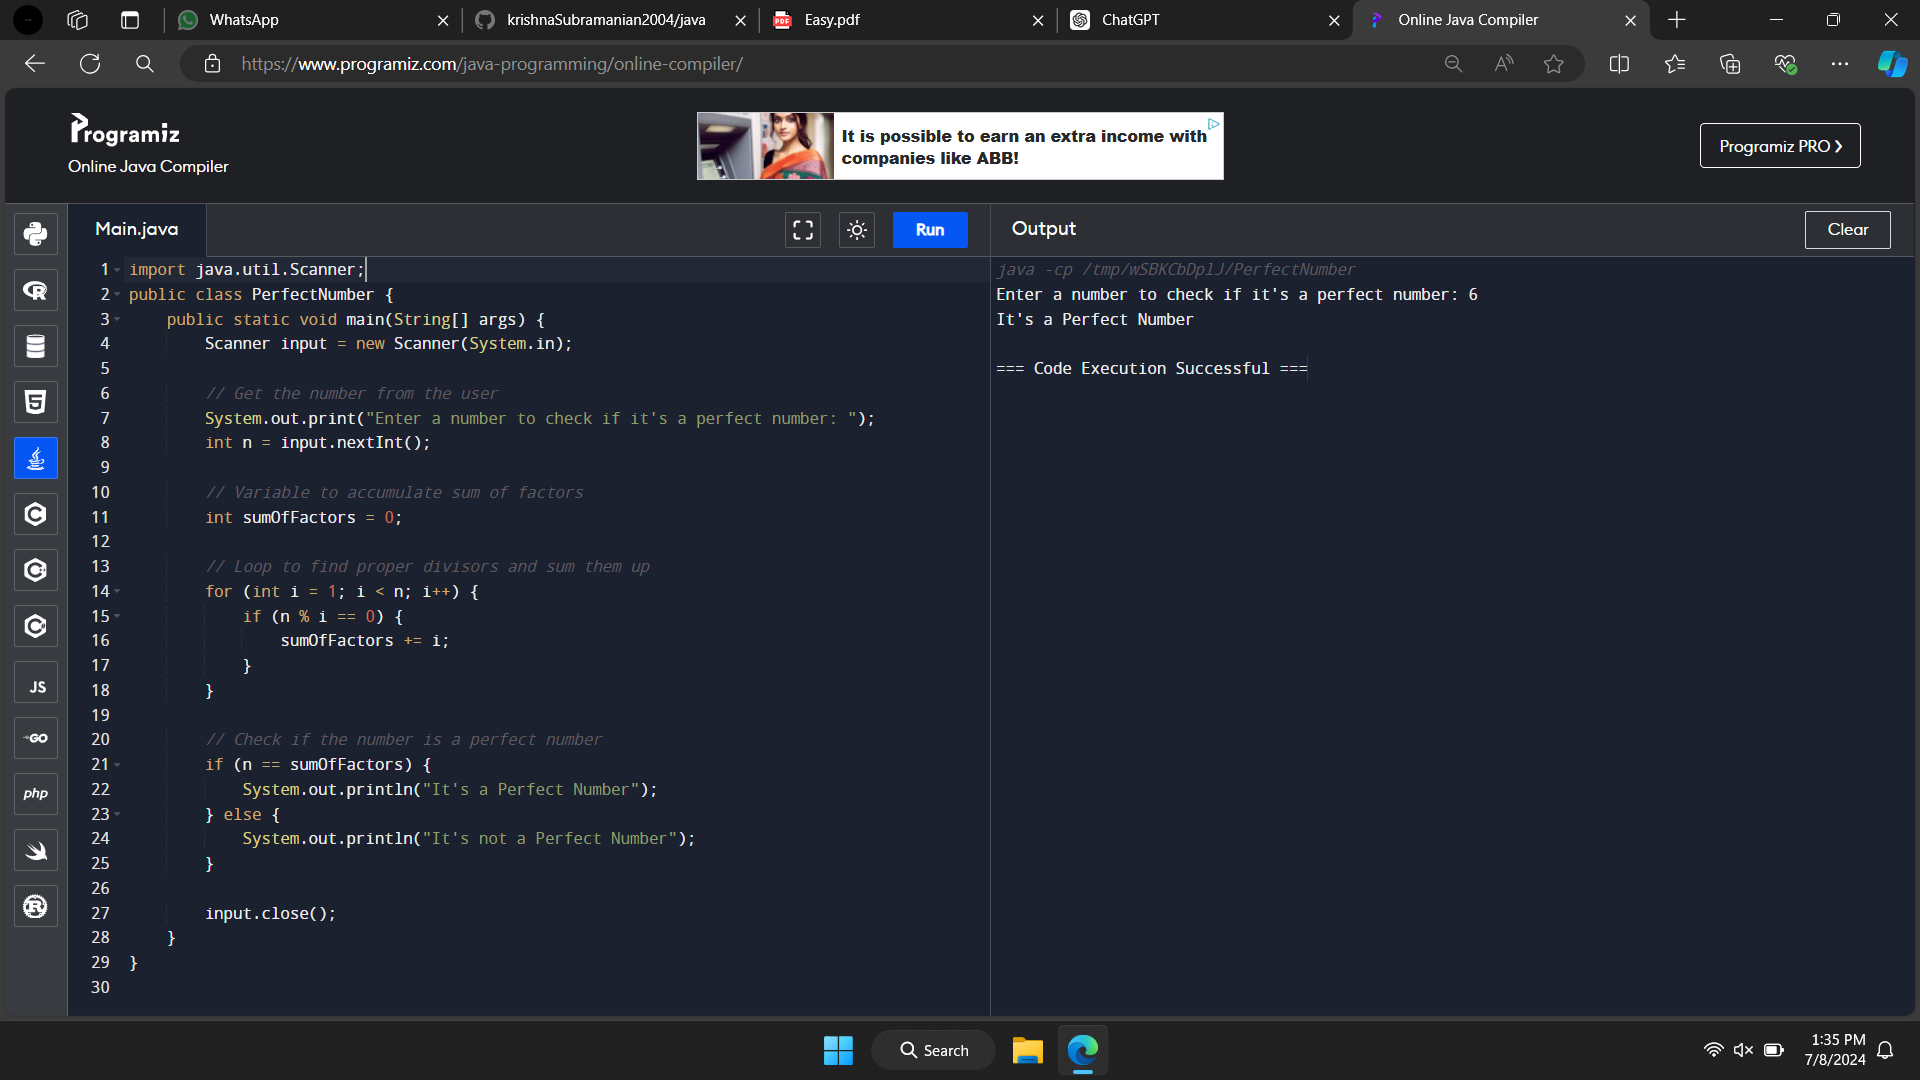 WhatsApp
krishnaSubramanian2004/java
Easy.pdf
ChatGPT
Online Java Compiler
https://www.programiz.com/java-programming/online-compiler/
Programiz
Online Java Compiler
It is possible to earn an extra income with
companies like ABB!
Programiz PRO
Main.java
Run
Output
Clear
1 import java.util.Scanner;
2 public class PerfectNumber {
3     public static void main(String[] args) {
4         Scanner input = new Scanner(System.in);
5
6         // Get the number from the user
7         System.out.print("Enter a number to check if it's a perfect number: ");
8         int n = input.nextInt();
9
10         // Variable to accumulate sum of factors
11         int sumOfFactors = 0;
12
13         // Loop to find proper divisors and sum them up
14         for (int i = 1; i < n; i++) {
15             if (n % i == 0) {
16                 sumOfFactors += i;
17             }
18         }
19
20         // Check if the number is a perfect number
21         if (n == sumOfFactors) {
22             System.out.println("It's a Perfect Number");
23         } else {
24             System.out.println("It's not a Perfect Number");
25         }
26
27         input.close();
28     }
29 }
30
java -cp /tmp/wSBKCbDplJ/PerfectNumber
Enter a number to check if it's a perfect number: 6
It's a Perfect Number
=== Code Execution Successful ===
JS
GO
php
Search
1:35 PM
7/8/2024